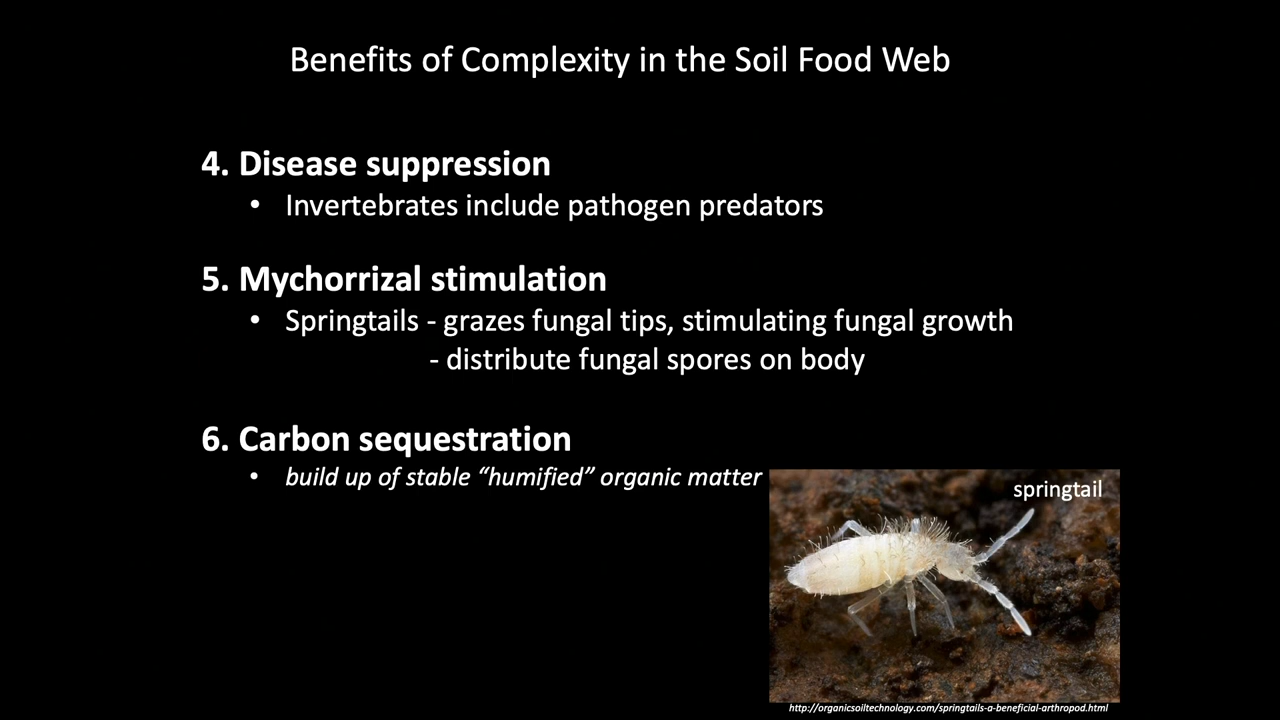 Benefits of Complexity in the Soil Food Web
4. Disease suppression
• Invertebrates include pathogen predators
5. Mychorrizal stimulation
• Springtails - grazes fungal tips, stimulating fungal growth
- distribute fungal spores on body
6. Carbon sequestration
• build up of stable “humified” organic matter
springtail
http://organicsoiltechnology.com/springtails-a-beneficial-arthropod.html